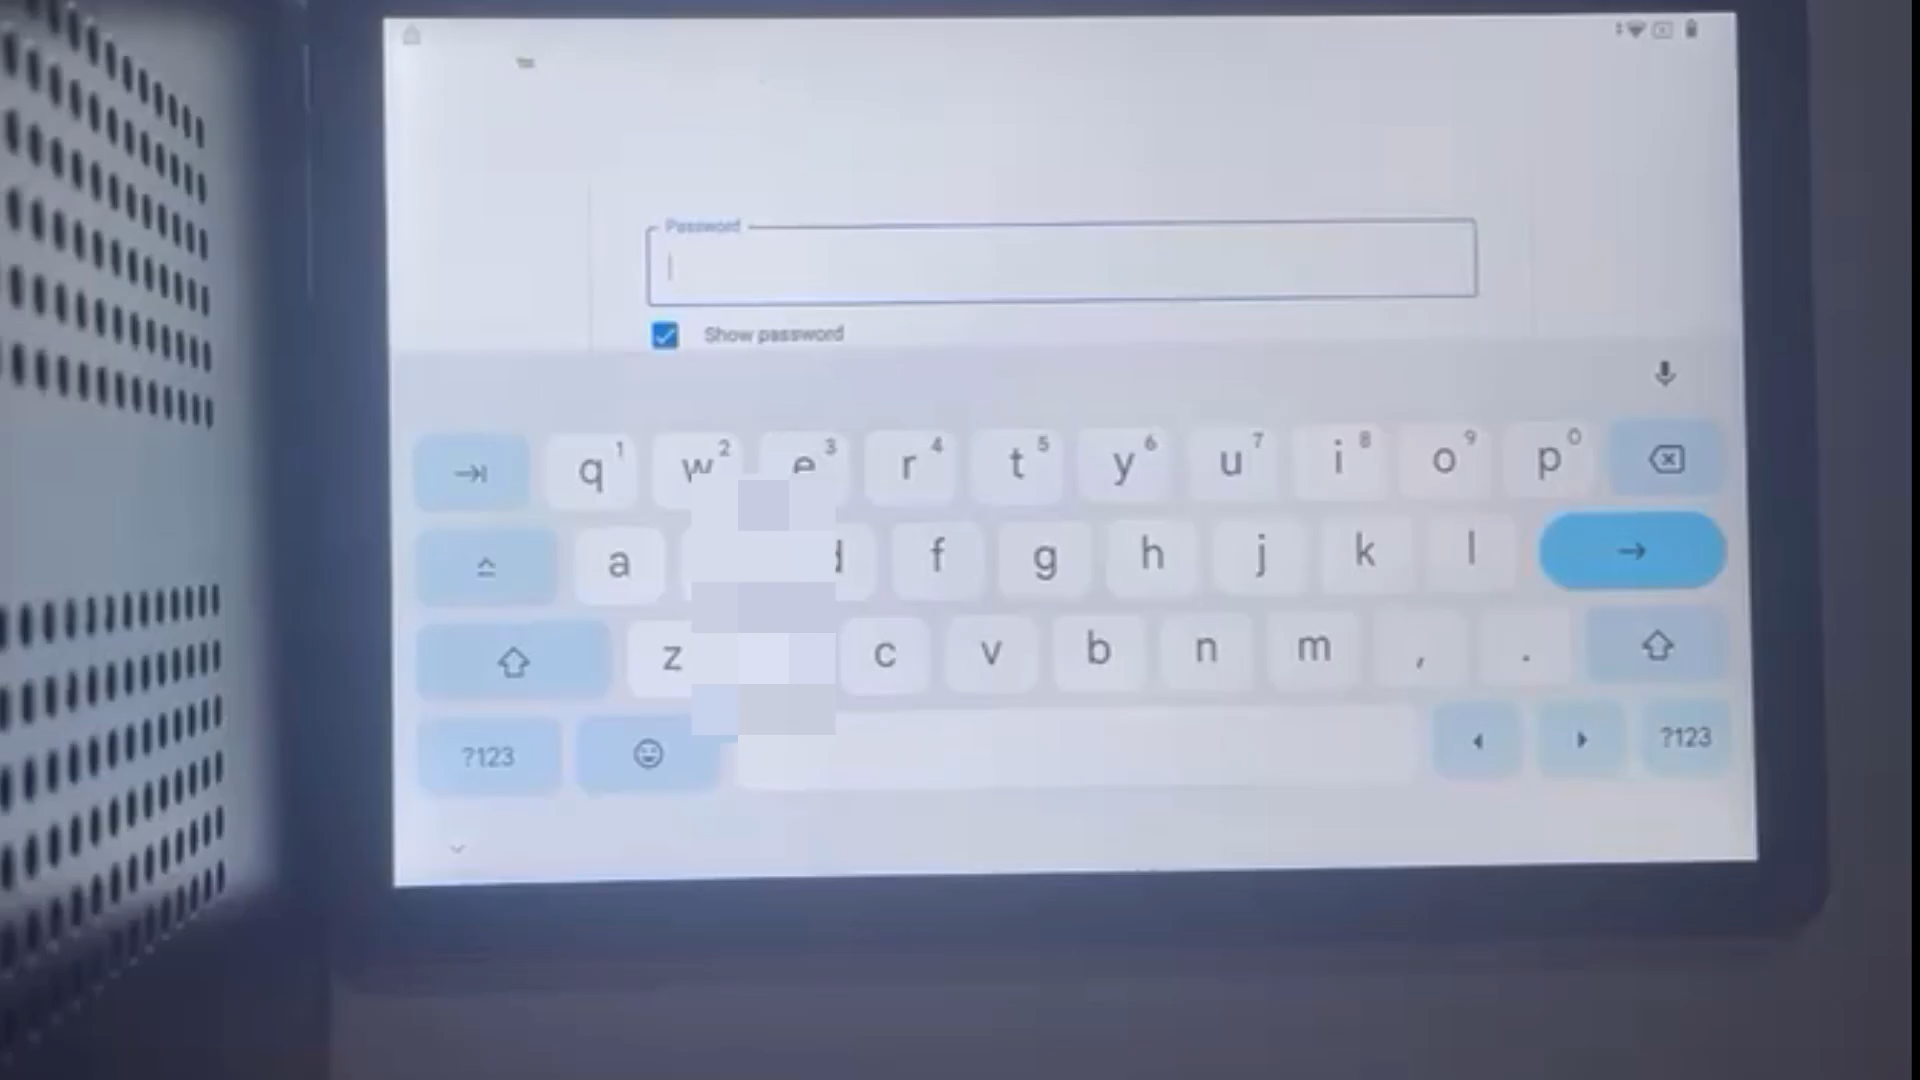 Password
Show password
q 1 w 2 e 3 r 4 t 5 y 6 u 7 i 8 o 9 p 0
a d f g h j k l
z c v b n m , .
?123 ?123